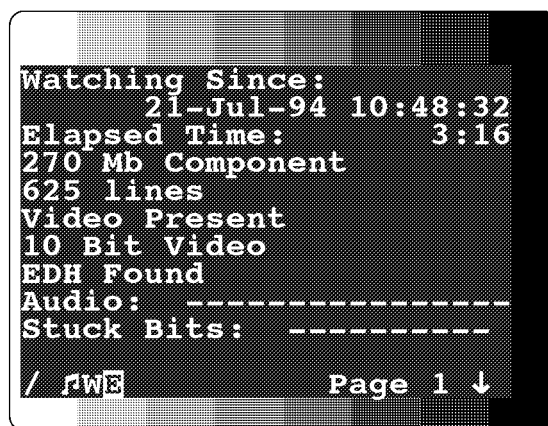 Watching Since:
21-Jul-94 10:48:32
Elapsed Time: 3:16
270 Mb Component
625 lines
Video Present
10 Bit Video
EDH Found
Audio: ----------------
Stuck Bits: ----------
/ ♫WE Page 1 ↓